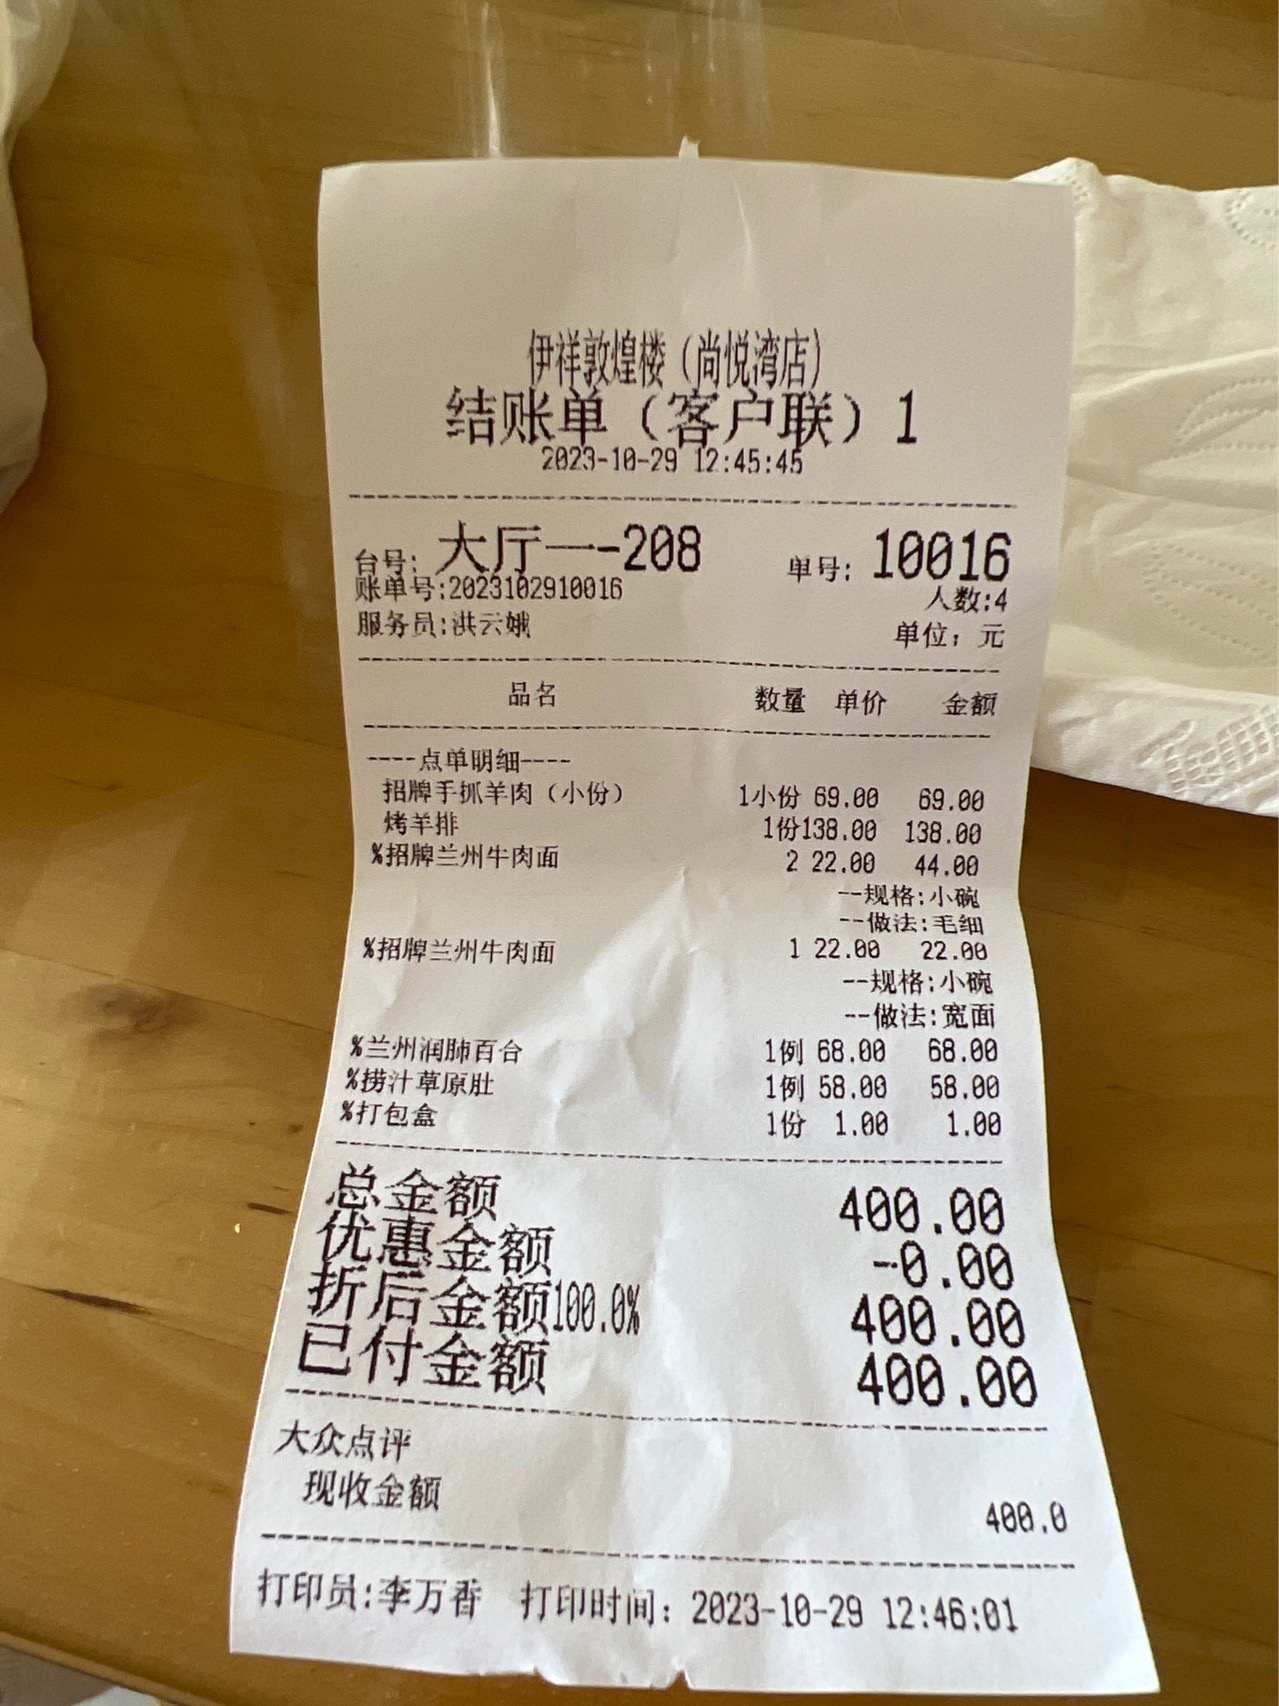 伊祥敦煌楼（尚悦湾店）
结账单（客户联）1
2023-10-29 12:45:45
台号: 大厅一-208 单号: 10016
账单号:2023102910016 人数:4
服务员:洪云娥 单位：元
品名 数量 单价 金额
----点单明细----
招牌手抓羊肉（小份） 1小份 69.00 69.00
烤羊排 1份138.00 138.00
%招牌兰州牛肉面 2 22.00 44.00
--规格:小碗
--做法:毛细
%招牌兰州牛肉面 1 22.00 22.00
--规格:小碗
--做法:宽面
%兰州润肺百合 1例 68.00 68.00
%捞汁草原肚 1例 58.00 58.00
%打包盒 1份 1.00 1.00
总金额 400.00
优惠金额 -0.00
折后金额100.0% 400.00
已付金额 400.00
大众点评
现收金额 400.0
打印员:李万香 打印时间：2023-10-29 12:46:01